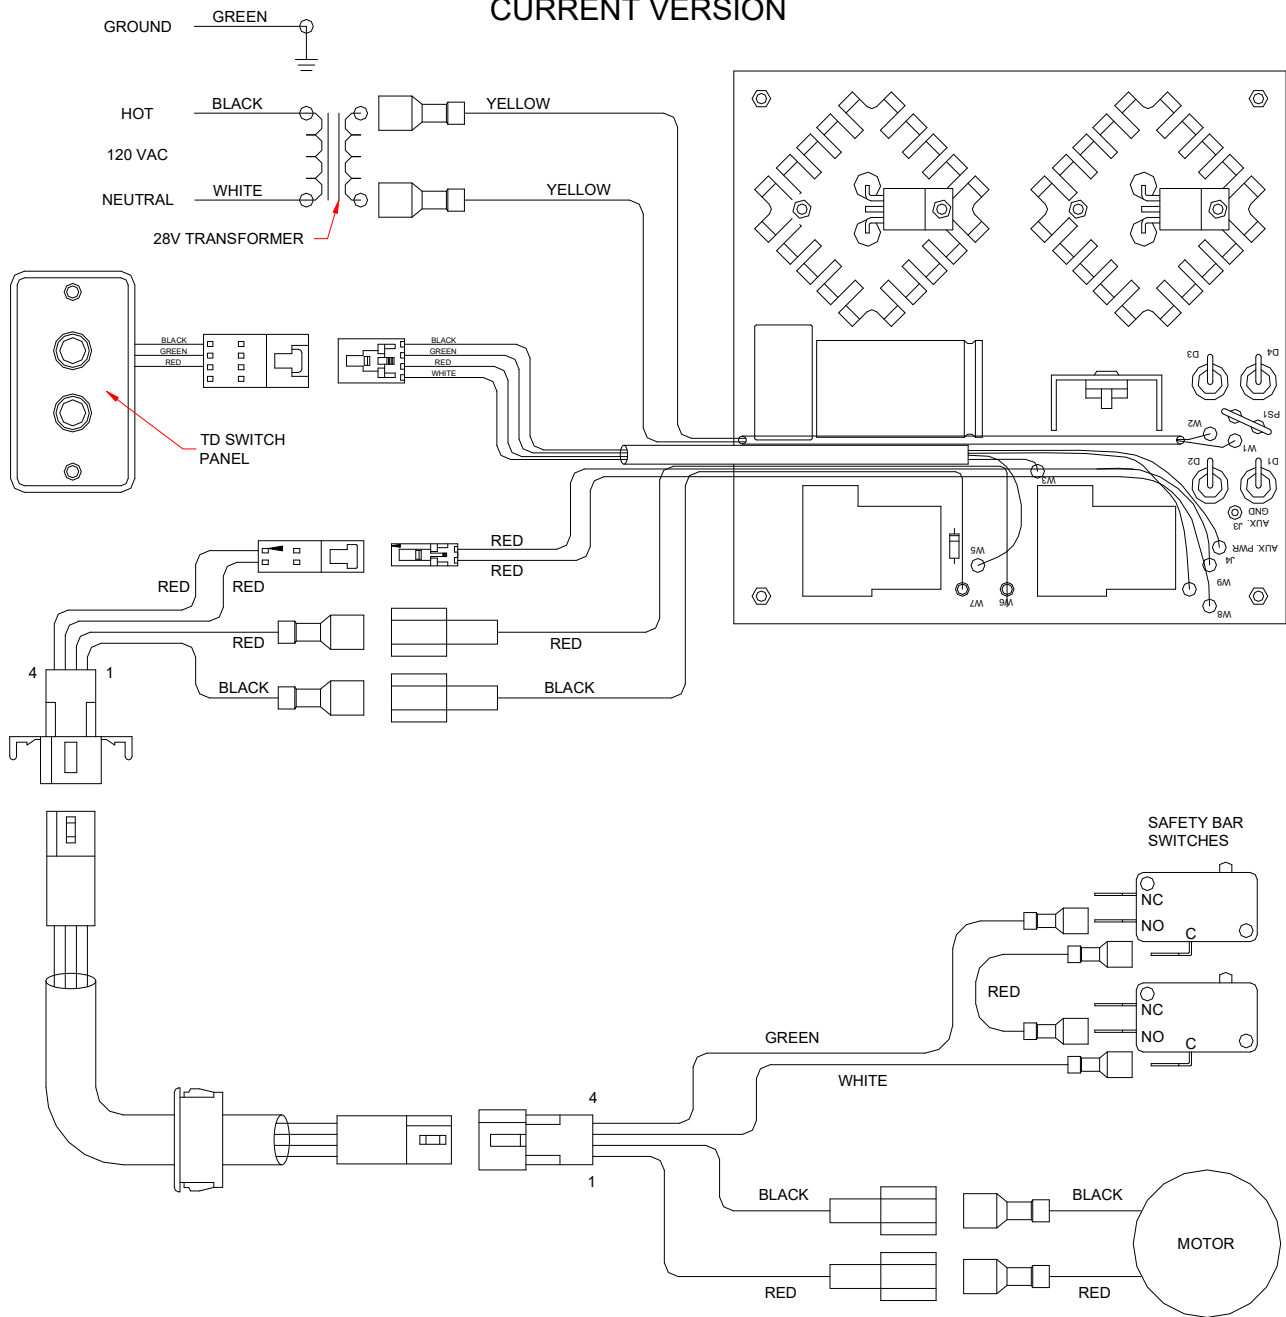 CURRENT VERSION
GROUND
GREEN
HOT
BLACK
YELLOW
120 VAC
NEUTRAL
WHITE
YELLOW
28V TRANSFORMER
BLACK
GREEN
RED
BLACK
GREEN
RED
WHITE
TD SWITCH
PANEL
D3
D4
PS1
W2
W1
D2
D1
W3
GND
AUX.
J3
AUX. PWR
J4
W5
W9
W7
W6
W8
RED
RED
RED
RED
RED
RED
BLACK
BLACK
4
1
SAFETY BAR
SWITCHES
NC
NO
C
RED
NC
NO
C
GREEN
WHITE
4
1
BLACK
BLACK
MOTOR
RED
RED